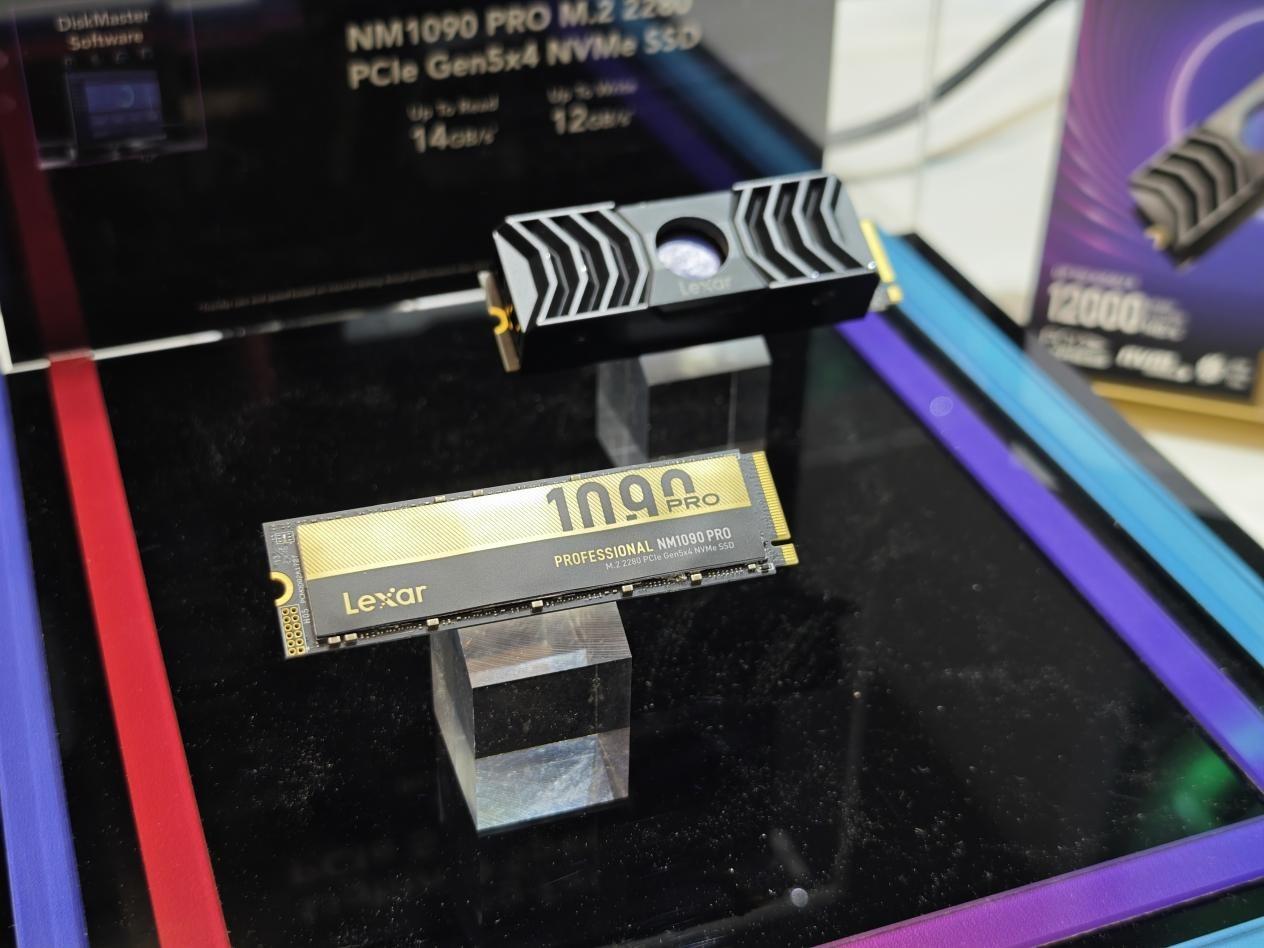 DiskMaster
Software
NM1090 PRO M.2 2280
PCIe Gen5x4 NVMe SSD
Up To Read
Up To Write
14GB/s
12GB/s
Lexar
12000
1090 PRO
PROFESSIONAL NM1090 PRO
M.2 2280 PCIe Gen5x4 NVMe SSD
Lexar